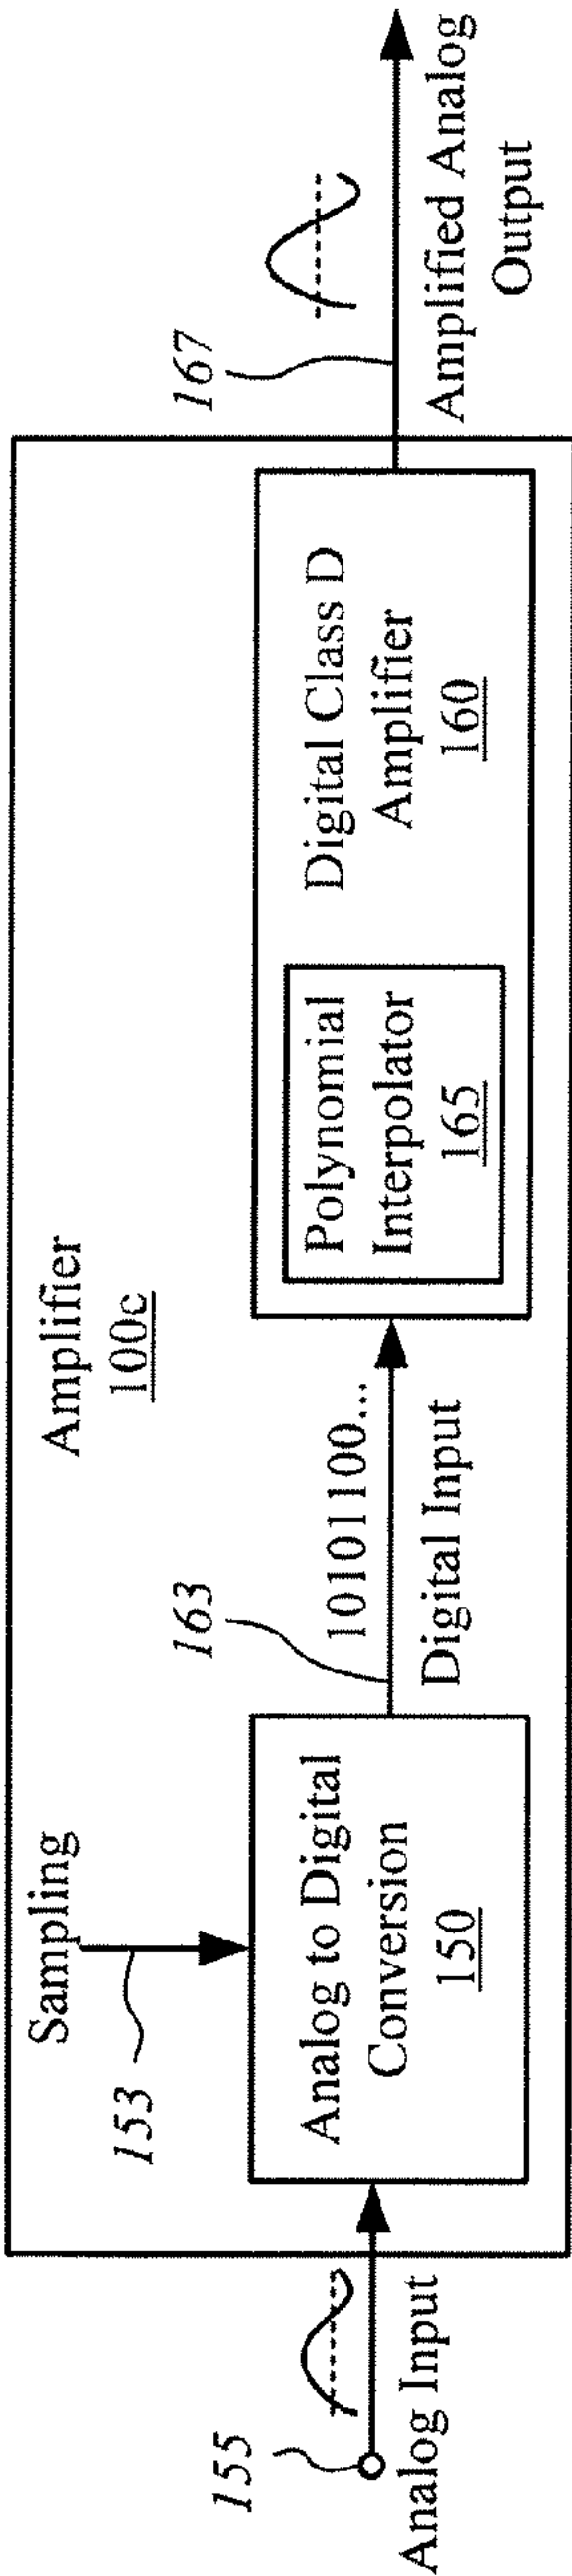 Amplifier
100c
Sampling
153
155
Analog Input
Analog to Digital
Conversion
150
163
10101100...
Digital Input
Polynomial
Interpolator
165
Digital Class D
Amplifier
160
167
Amplified Analog
Output